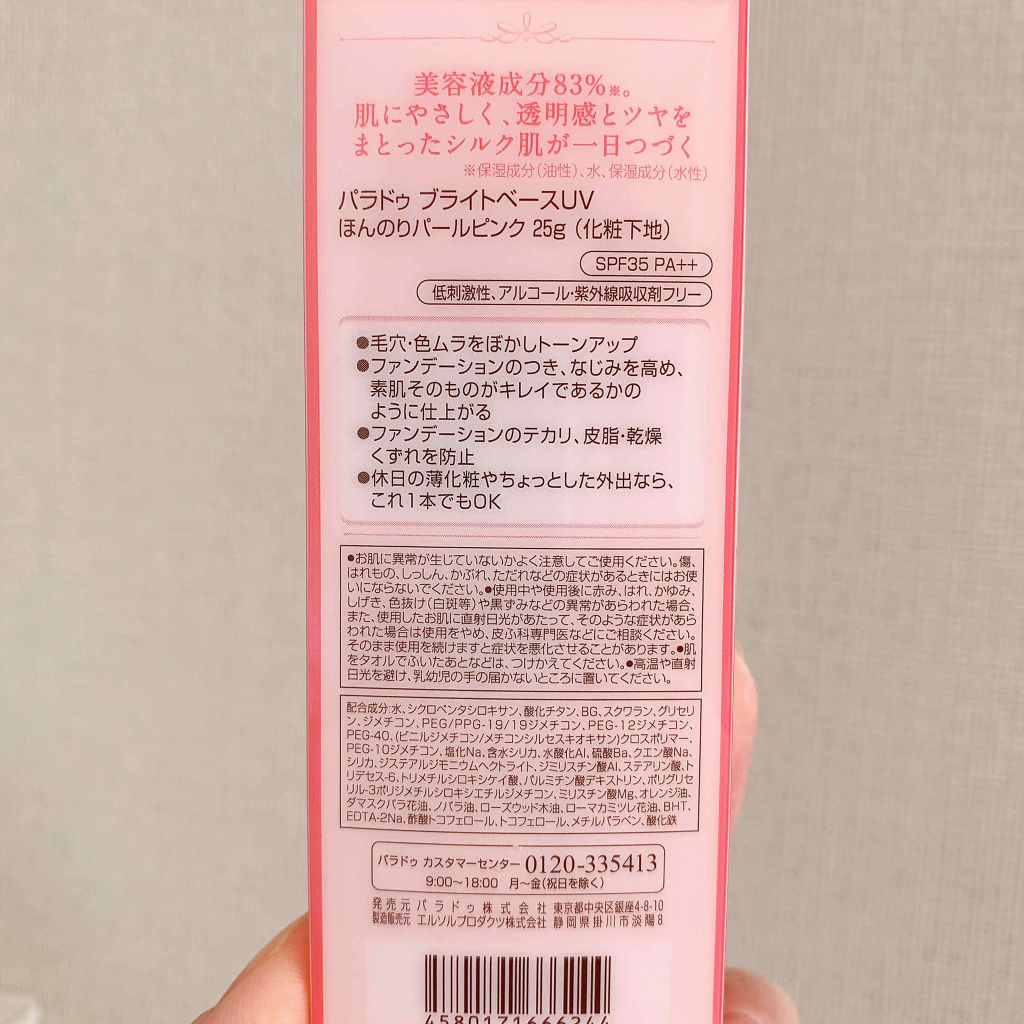 美容液成分83%※。
肌にやさしく、透明感とツヤを
まとったシルク肌が一日つづく
※保湿成分(油性)、水、保湿成分(水性)
パラドゥ ブライトベースUV
ほんのりパールピンク 25g (化粧下地)
SPF35 PA++
低刺激性、アルコール・紫外線吸収剤フリー
●毛穴・色ムラをぼかしトーンアップ
●ファンデーションのつき、なじみを高め、
素肌そのものがキレイであるかの
ように仕上がる
●ファンデーションのテカリ、皮脂・乾燥
くずれを防止
●休日の薄化粧やちょっとした外出なら、
これ1本でもOK
●お肌に異常が生じていないかよく注意してご使用ください。傷、
はれもの、しっしん、かぶれ、ただれなどの症状があるときにはお使
いにならないでください。●使用中や使用後に赤み、はれ、かゆみ、
しげき、色抜け(白斑等)や黒ずみなどの異常があらわれた場合、
また、使用したお肌に直射日光があたって、そのような症状があら
われた場合は使用をやめ、皮ふ科専門医などにご相談ください。
そのまま使用を続けますと症状を悪化させることがあります。●肌
をタオルでふいたあとなどは、つけかえてください。●高温や直射
日光を避け、乳幼児の手の届かないところに置いてください。
配合成分:水、シクロペンタシロキサン、酸化チタン、BG、スクワラン、グリセリ
ン、ジメチコン、PEG/PPG-19/19ジメチコン、PEG-12ジメチコン、
PEG-40、(ビニルジメチコン/メチコンシルセスキオキサン)クロスポリマー、
PEG-10ジメチコン、塩化Na、含水シリカ、水酸化Al、硫酸Ba、クエン酸Na、
シリカ、ジステアルジモニウムヘクトライト、ジミリスチン酸Al、ステアリン酸、ト
リデセス-6、トリメチルシロキシケイ酸、パルミチン酸デキストリン、ポリグリセ
リル-3ポリジメチルシロキシエチルジメチコン、ミリスチン酸Mg、オレンジ油、
ダマスクバラ花油、ノバラ油、ローズウッド木油、ローマカミツレ花油、BHT、
EDTA-2Na、酢酸トコフェロール、トコフェロール、メチルパラベン、酸化鉄
パラドゥ カスタマーセンター 0120-335413
9:00〜18:00 月〜金(祝日を除く)
発売元 パラドゥ株式会社 東京都中央区銀座4-8-10
製造販売元 エルソルプロダクツ株式会社 静岡県掛川市淡陽8
4580171666244